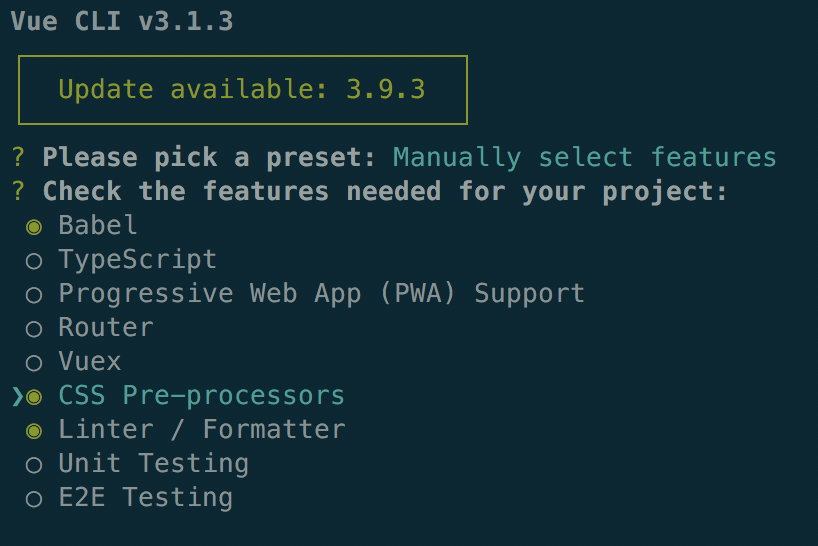 Vue CLI v3.1.3
Update available: 3.9.3
? Please pick a preset: Manually select features
? Check the features needed for your project:
◉ Babel
◯ TypeScript
◯ Progressive Web App (PWA) Support
◯ Router
◯ Vuex
❯◉ CSS Pre-processors
◉ Linter / Formatter
◯ Unit Testing
◯ E2E Testing